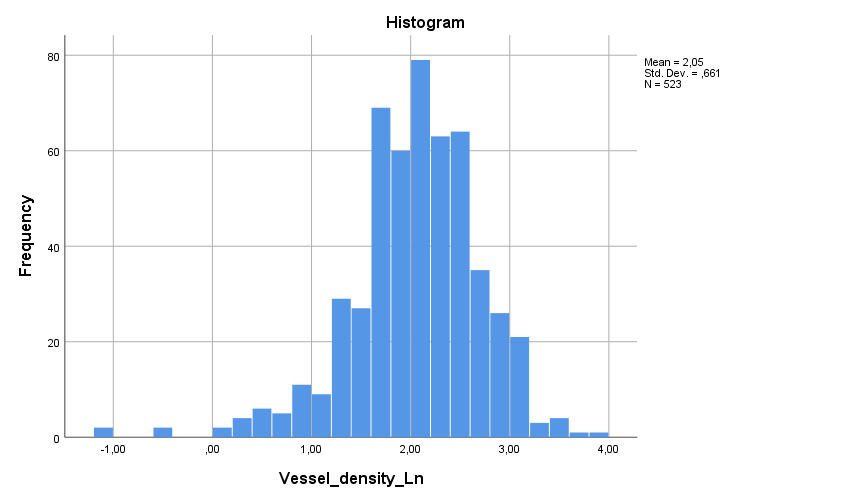 Histogram
Mean = 2,05
Std. Dev. = ,661
N = 523
80
60
40
20
0
Frequency
-1,00 ,00 1,00 2,00 3,00 4,00
Vessel_density_Ln